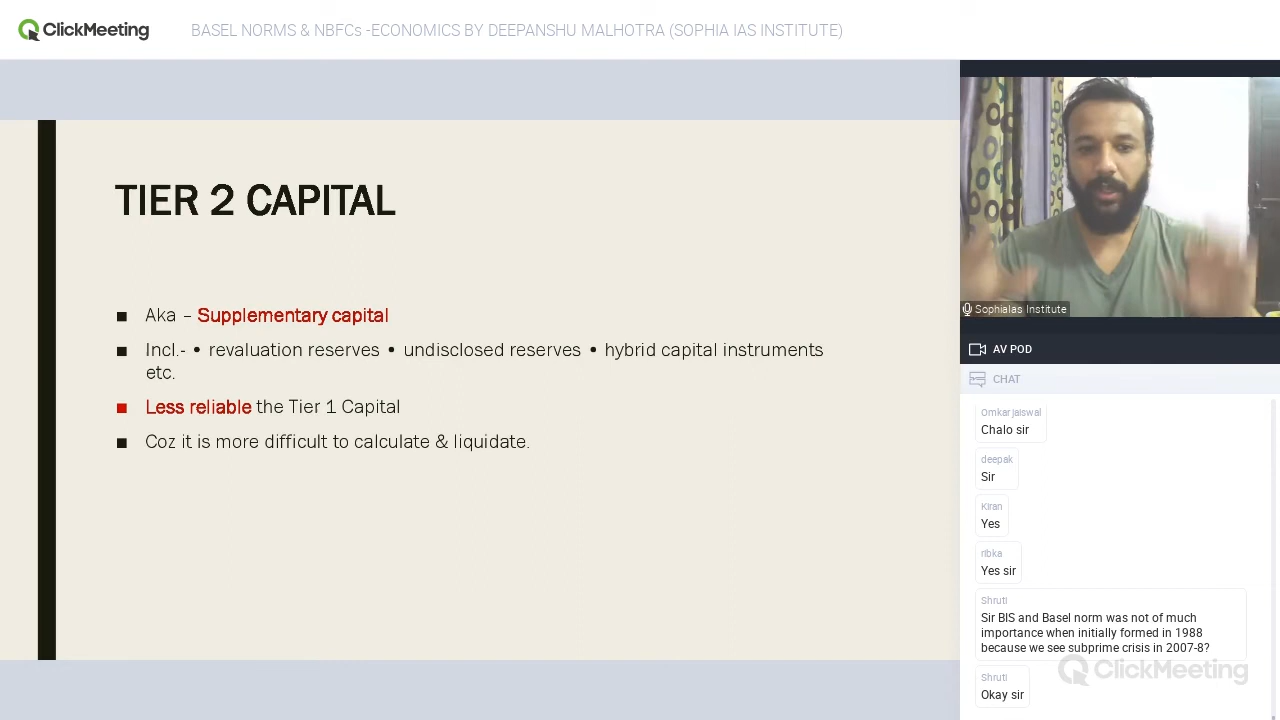 ClickMeeting
BASEL NORMS & NBFCs -ECONOMICS BY DEEPANSHU MALHOTRA (SOPHIA IAS INSTITUTE)
TIER 2 CAPITAL
■ Aka – Supplementary capital
■ Incl.- • revaluation reserves • undisclosed reserves • hybrid capital instruments
etc.
■ Less reliable the Tier 1 Capital
■ Coz it is more difficult to calculate & liquidate.
SophiaIas Institute
AV POD
CHAT
Omkar jaiswal
Chalo sir
deepak
Sir
Kiran
Yes
ribka
Yes sir
Shruti
Sir BIS and Basel norm was not of much
importance when initially formed in 1988
because we see subprime crisis in 2007-8?
ClickMeeting
Shruti
Okay sir